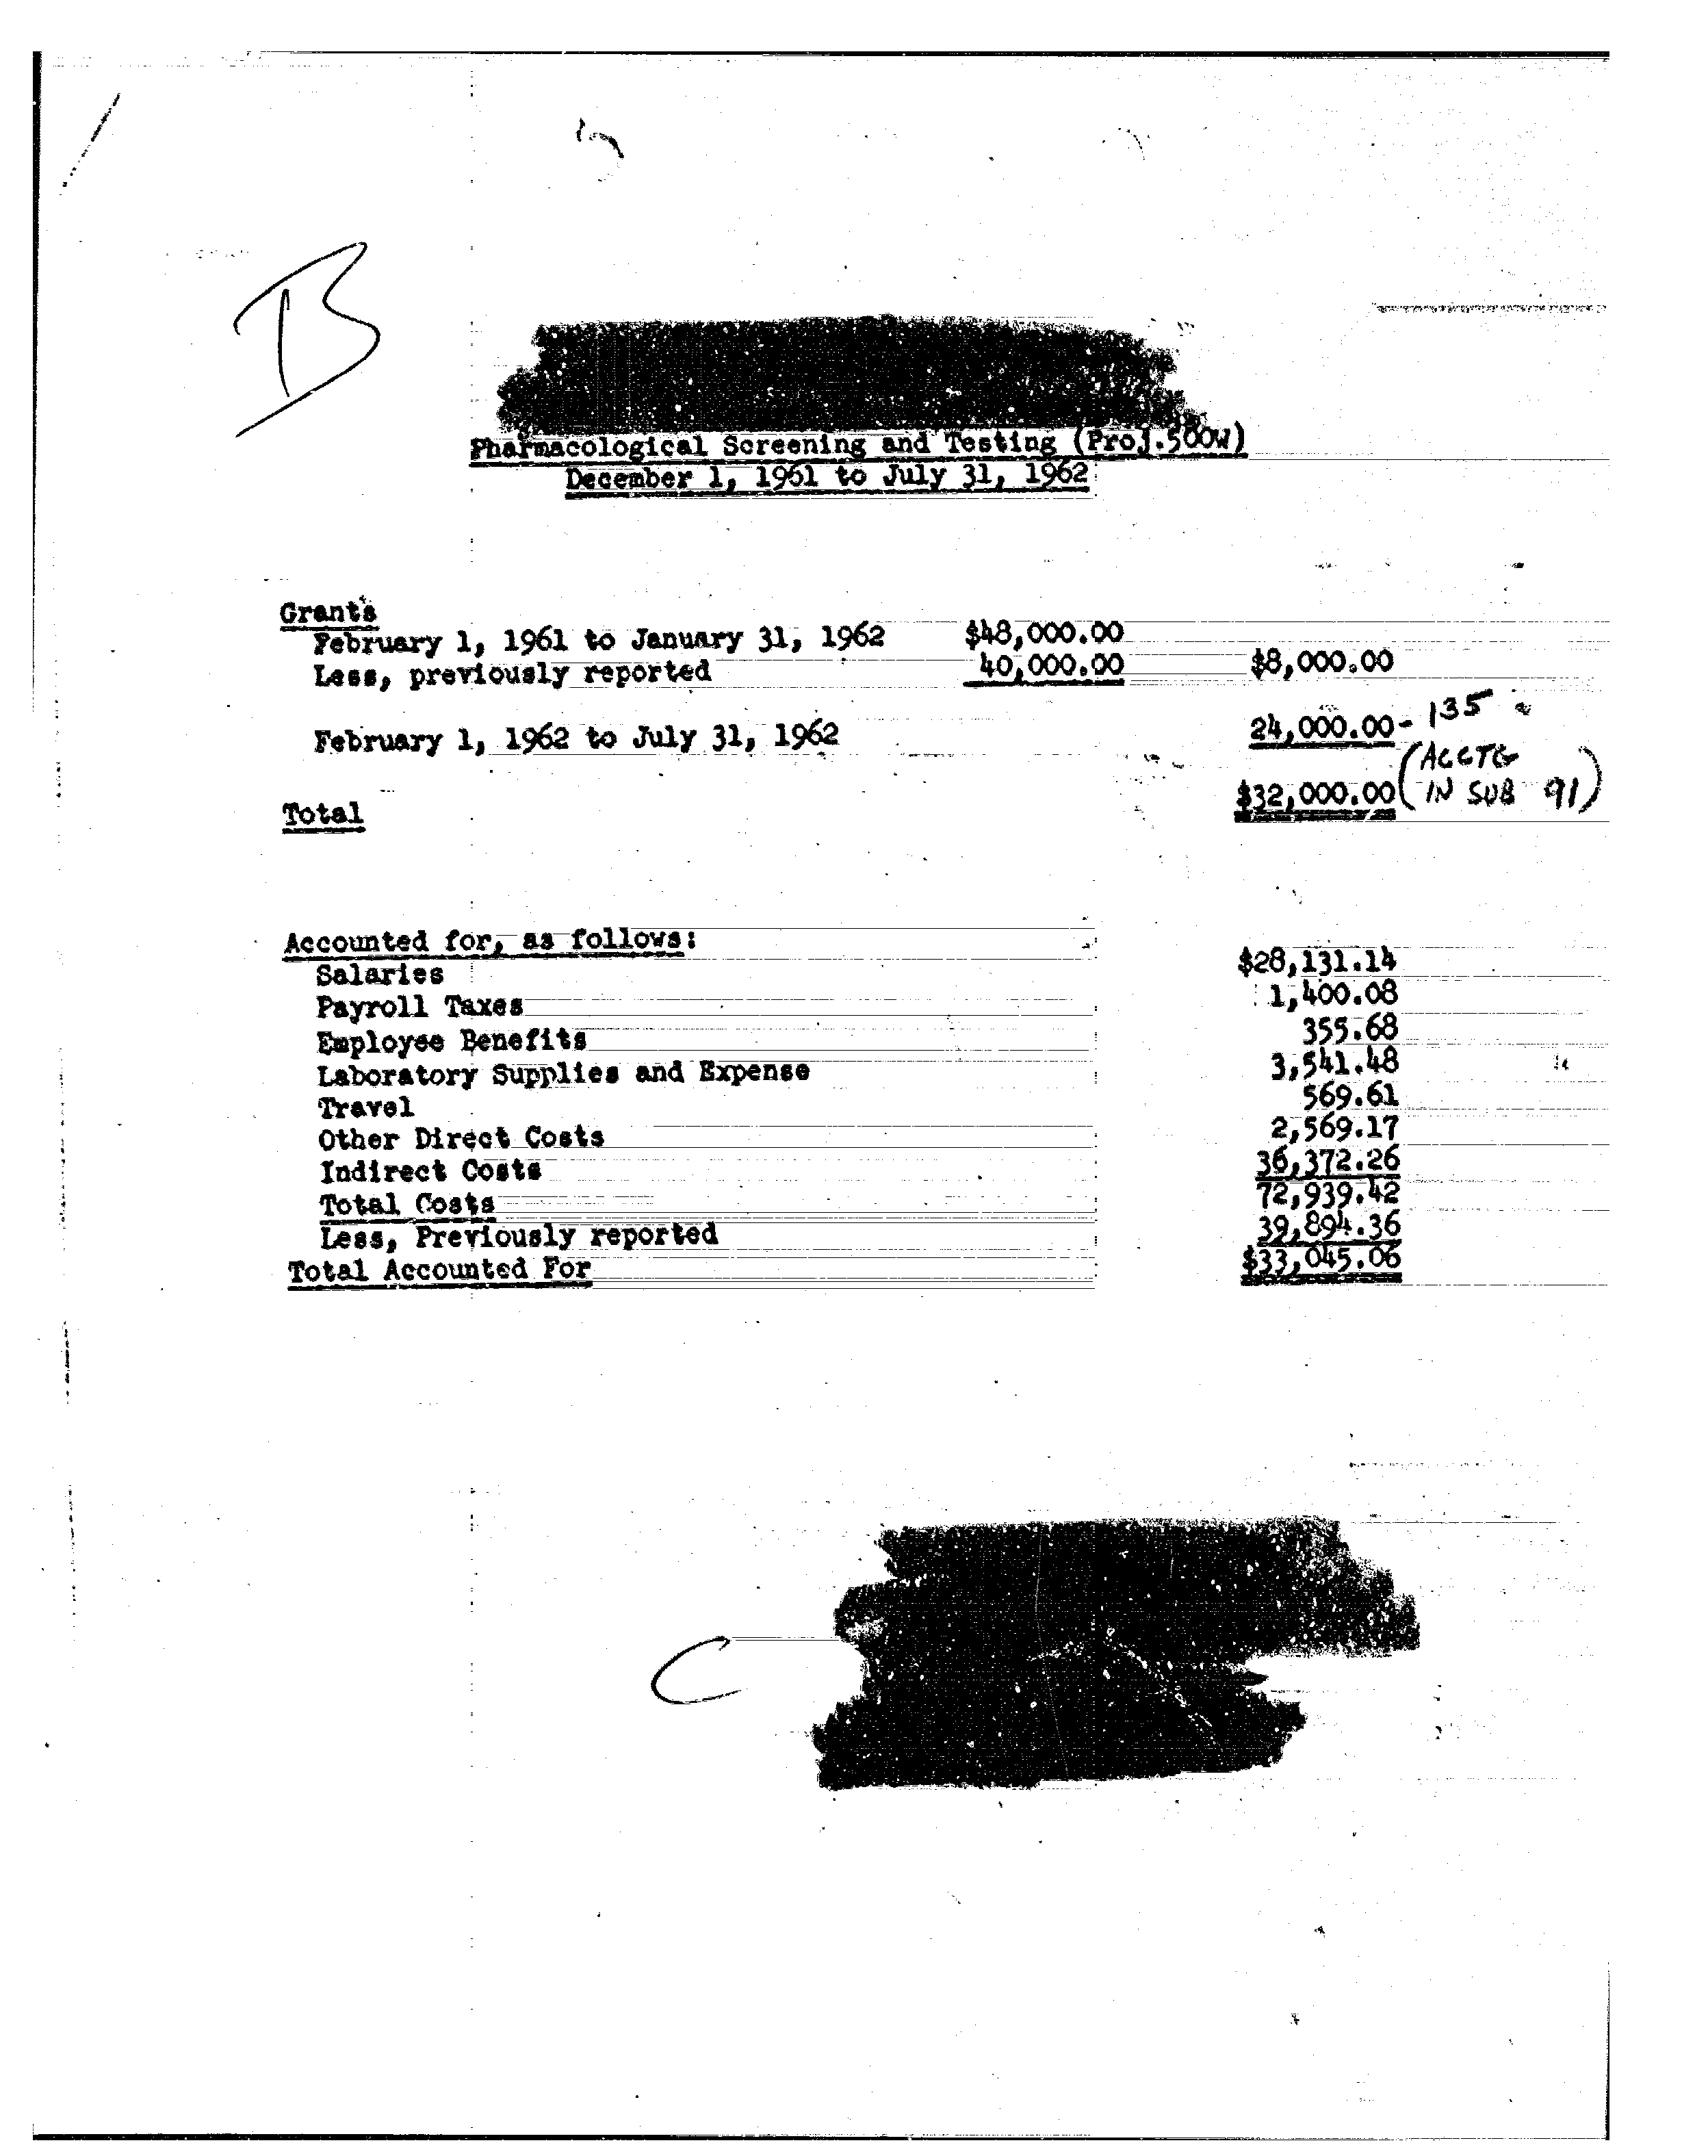 B
Pharmacological Screening and Testing (Proj.500W)
December 1, 1961 to July 31, 1962
Grants
February 1, 1961 to January 31, 1962 $48,000.00
Less, previously reported 40,000.00 $8,000.00
February 1, 1962 to July 31, 1962 24,000.00 - 135
(ACCTG
Total $32,000.00 IN SUB 91)
Accounted for, as follows:
Salaries $28,131.14
Payroll Taxes 1,400.08
Employee Benefits 355.68
Laboratory Supplies and Expense 3,541.48
Travel 569.61
Other Direct Costs 2,569.17
Indirect Costs 36,372.26
Total Costs 72,939.42
Less, Previously reported 39,894.36
Total Accounted For $33,045.06
C